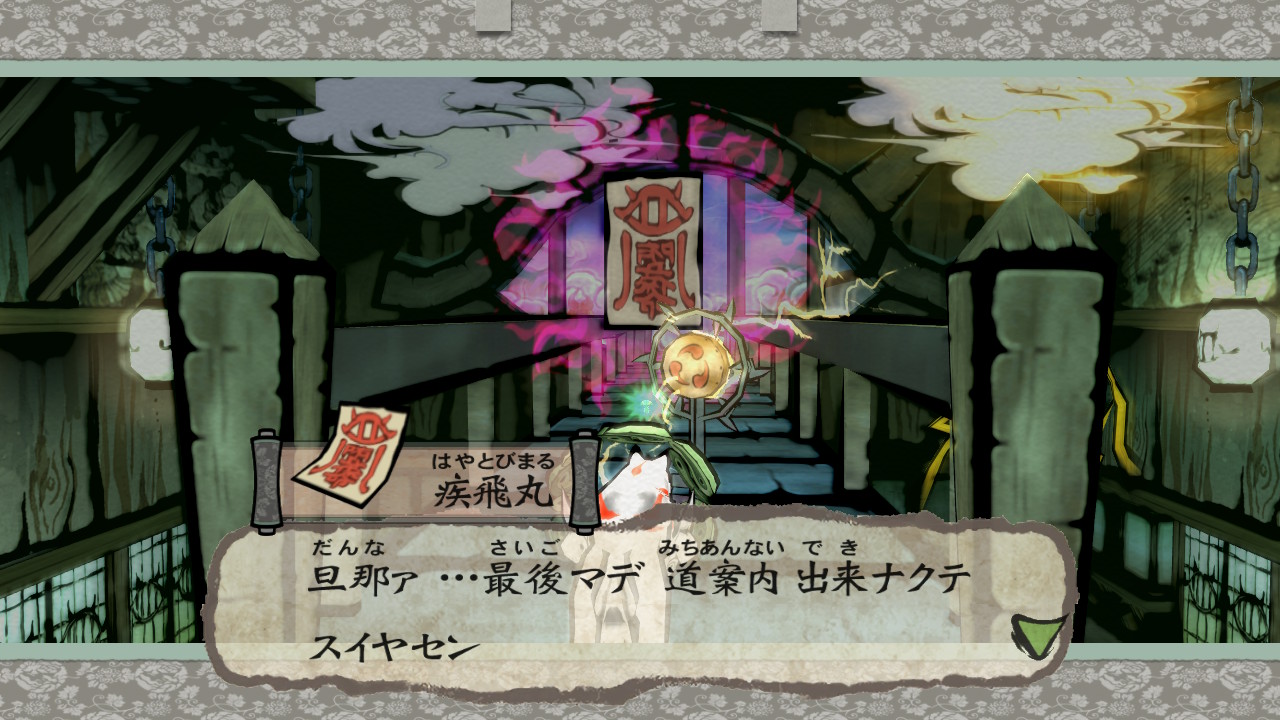 はやとびまる
疾飛丸
だんな さいご みちあんない でき
旦那ァ …最後マデ 道案内 出来ナクテ
スイヤセン